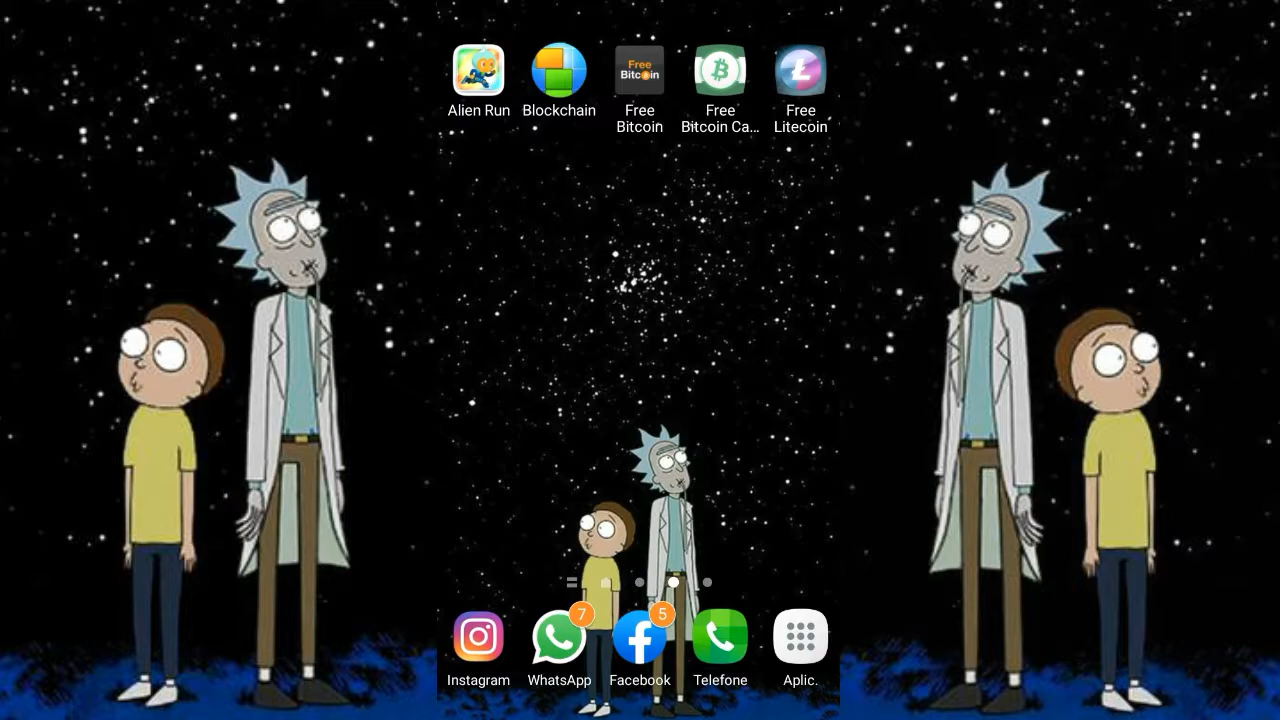 Free
Bitcoin
Alien Run
Blockchain
Free
Bitcoin
Free
Bitcoin Ca...
Free
Litecoin
7
5
Instagram
WhatsApp
Facebook
Telefone
Aplic.